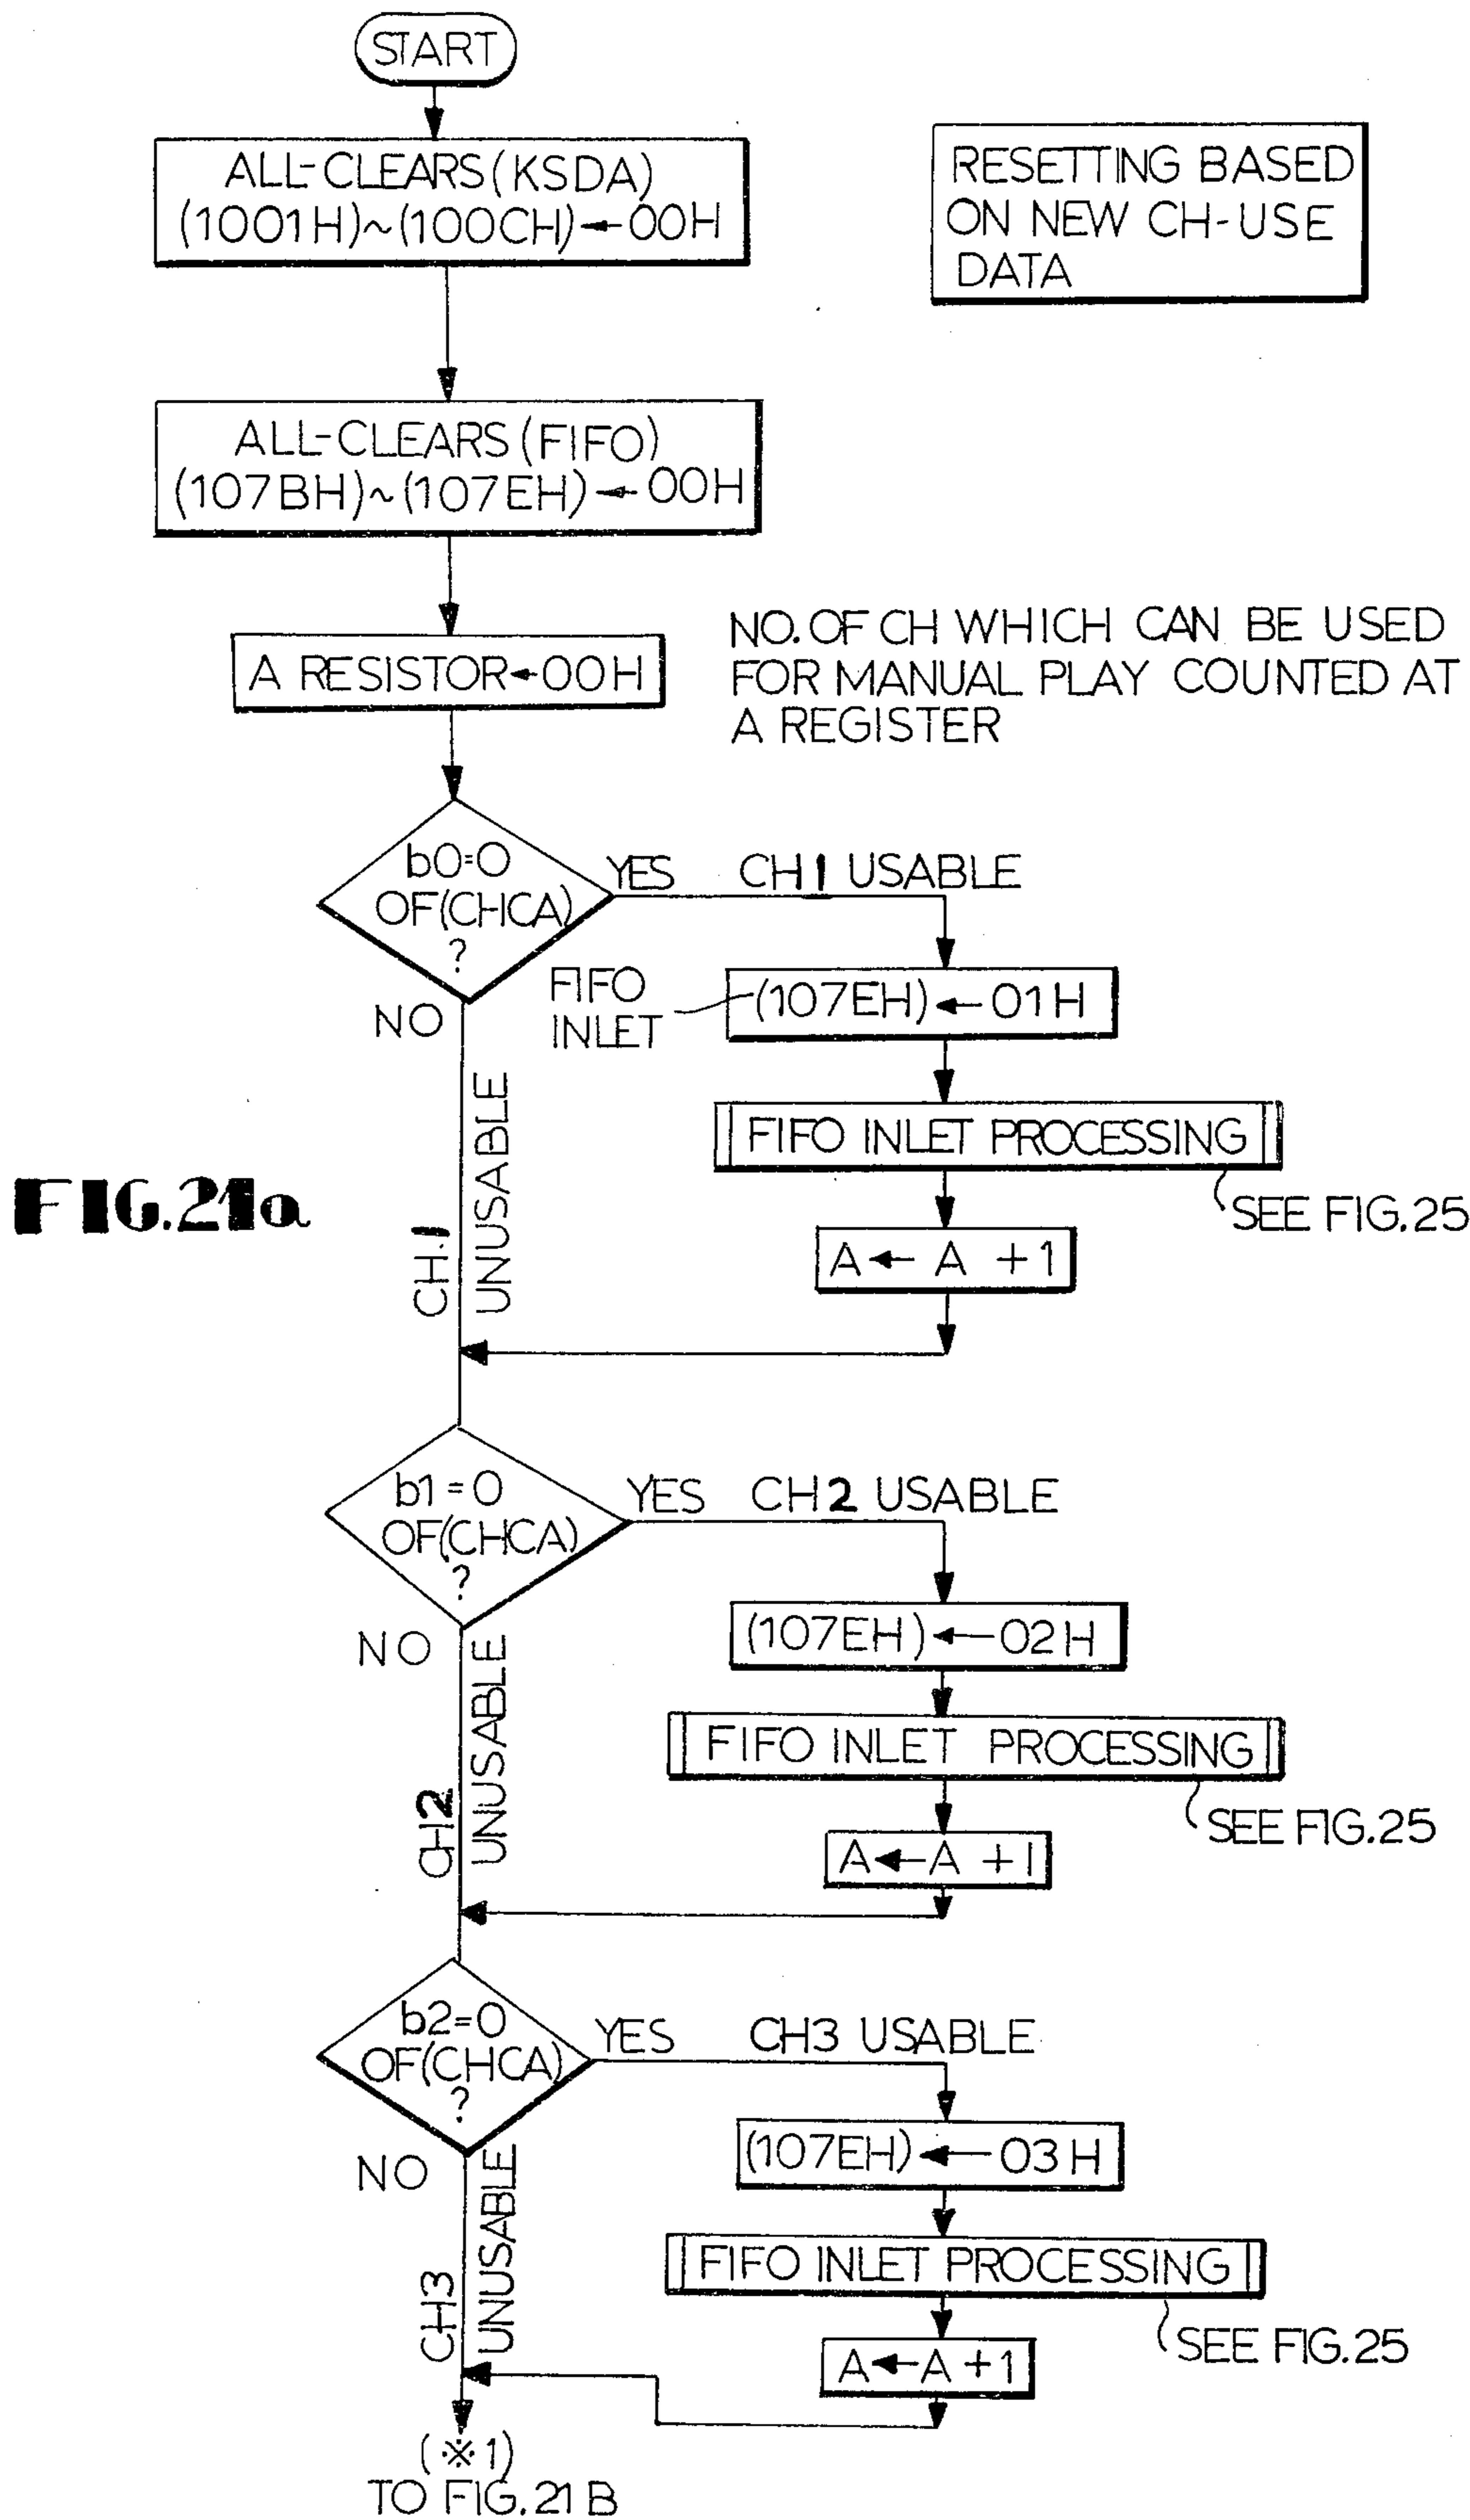 START
ALL-CLEARS(KSDA)
(1001H)~(100CH)←00H
RESETTING BASED
ON NEW CH-USE
DATA
ALL-CLEARS(FIFO)
(107BH)~(107EH)←00H
A RESISTOR←00H
NO. OF CH WHICH CAN BE USED
FOR MANUAL PLAY COUNTED AT
A REGISTER
b0=0
OF(CHCA)
?
YES CH1 USABLE
NO
FIFO
INLET
(107EH)←01H
FIFO INLET PROCESSING
SEE FIG.25
A←A+1
CH.1
UNUSABLE
FIG.21a
b1=0
OF(CHCA)
?
YES CH2 USABLE
NO
(107EH)←02H
FIFO INLET PROCESSING
SEE FIG.25
A←A+1
CH2
UNUSABLE
b2=0
OF(CHCA)
?
YES CH3 USABLE
NO
(107EH)←03H
FIFO INLET PROCESSING
SEE FIG.25
A←A+1
CH3
UNUSABLE
(※1)
TO FIG.21B